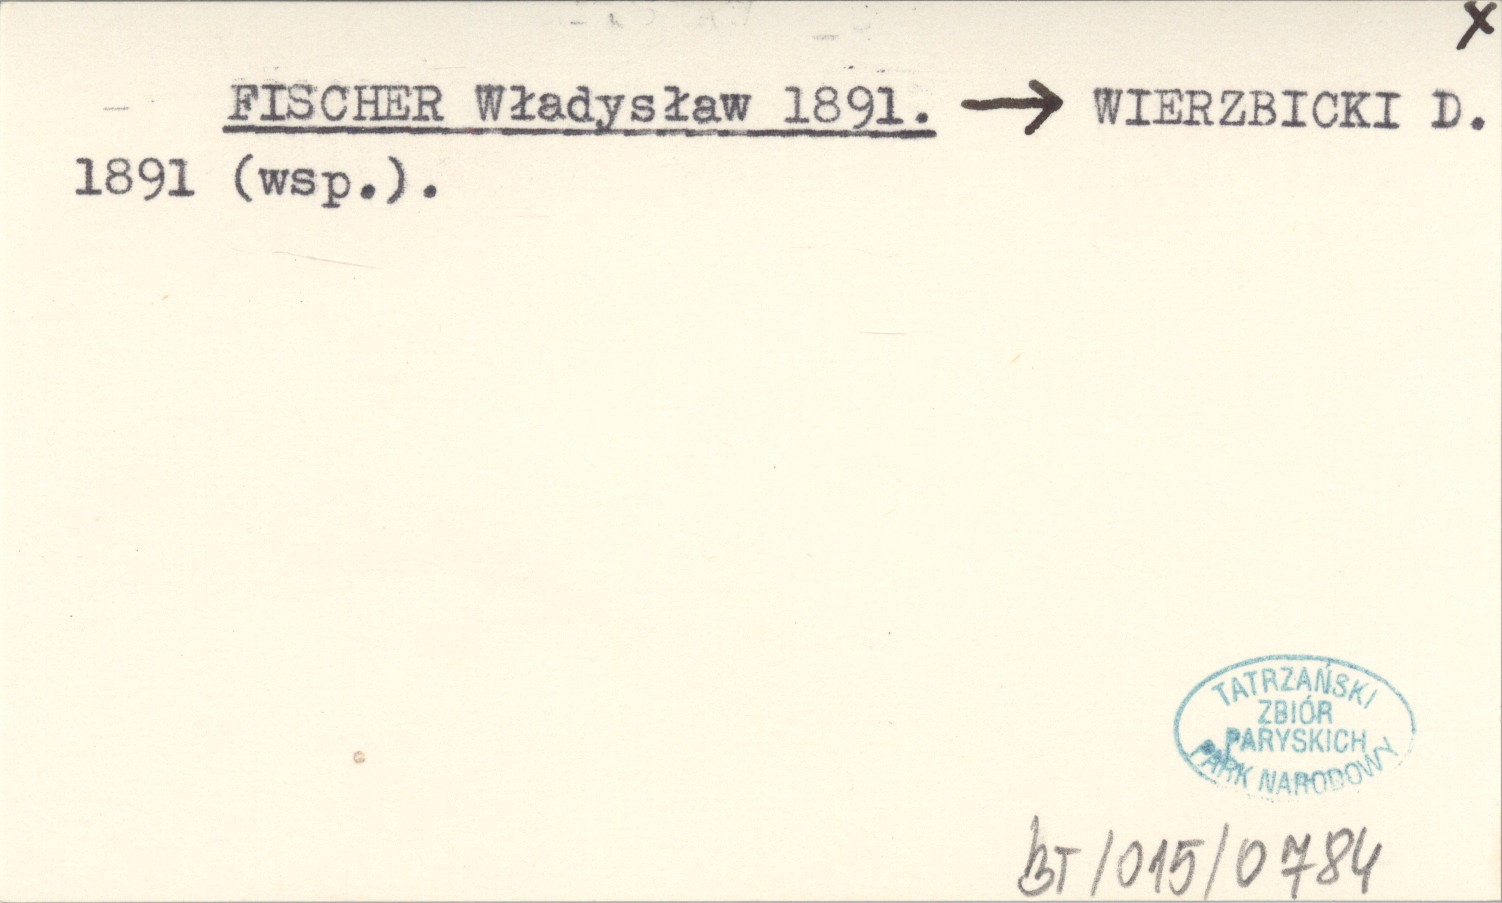 x
FISCHER Władysław 1891. → WIERZBICKI D.
1891 (wsp.).
TATRZAŃSKI
ZBIÓR
PARYSKICH
PARK NARODOWY
BT/015/0784